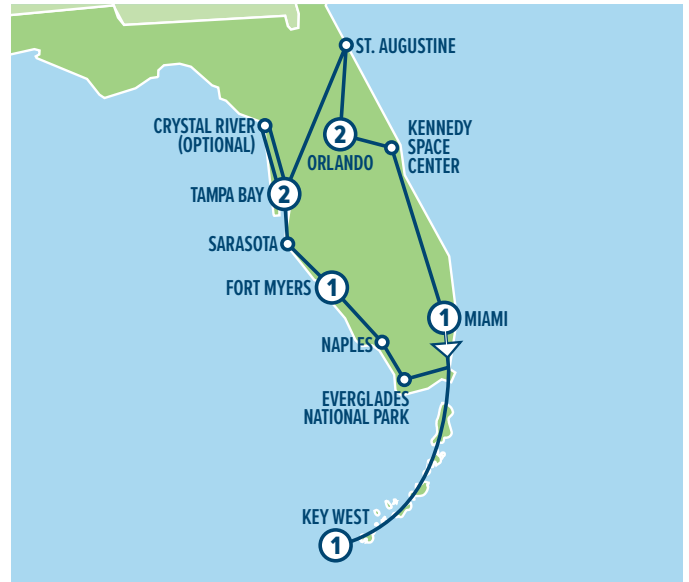 ST. AUGUSTINE
CRYSTAL RIVER
(OPTIONAL)
2
ORLANDO
KENNEDY
SPACE
CENTER
TAMPA BAY
2
SARASOTA
FORT MYERS
1
1
MIAMI
NAPLES
EVERGLADES
NATIONAL PARK
KEY WEST
1